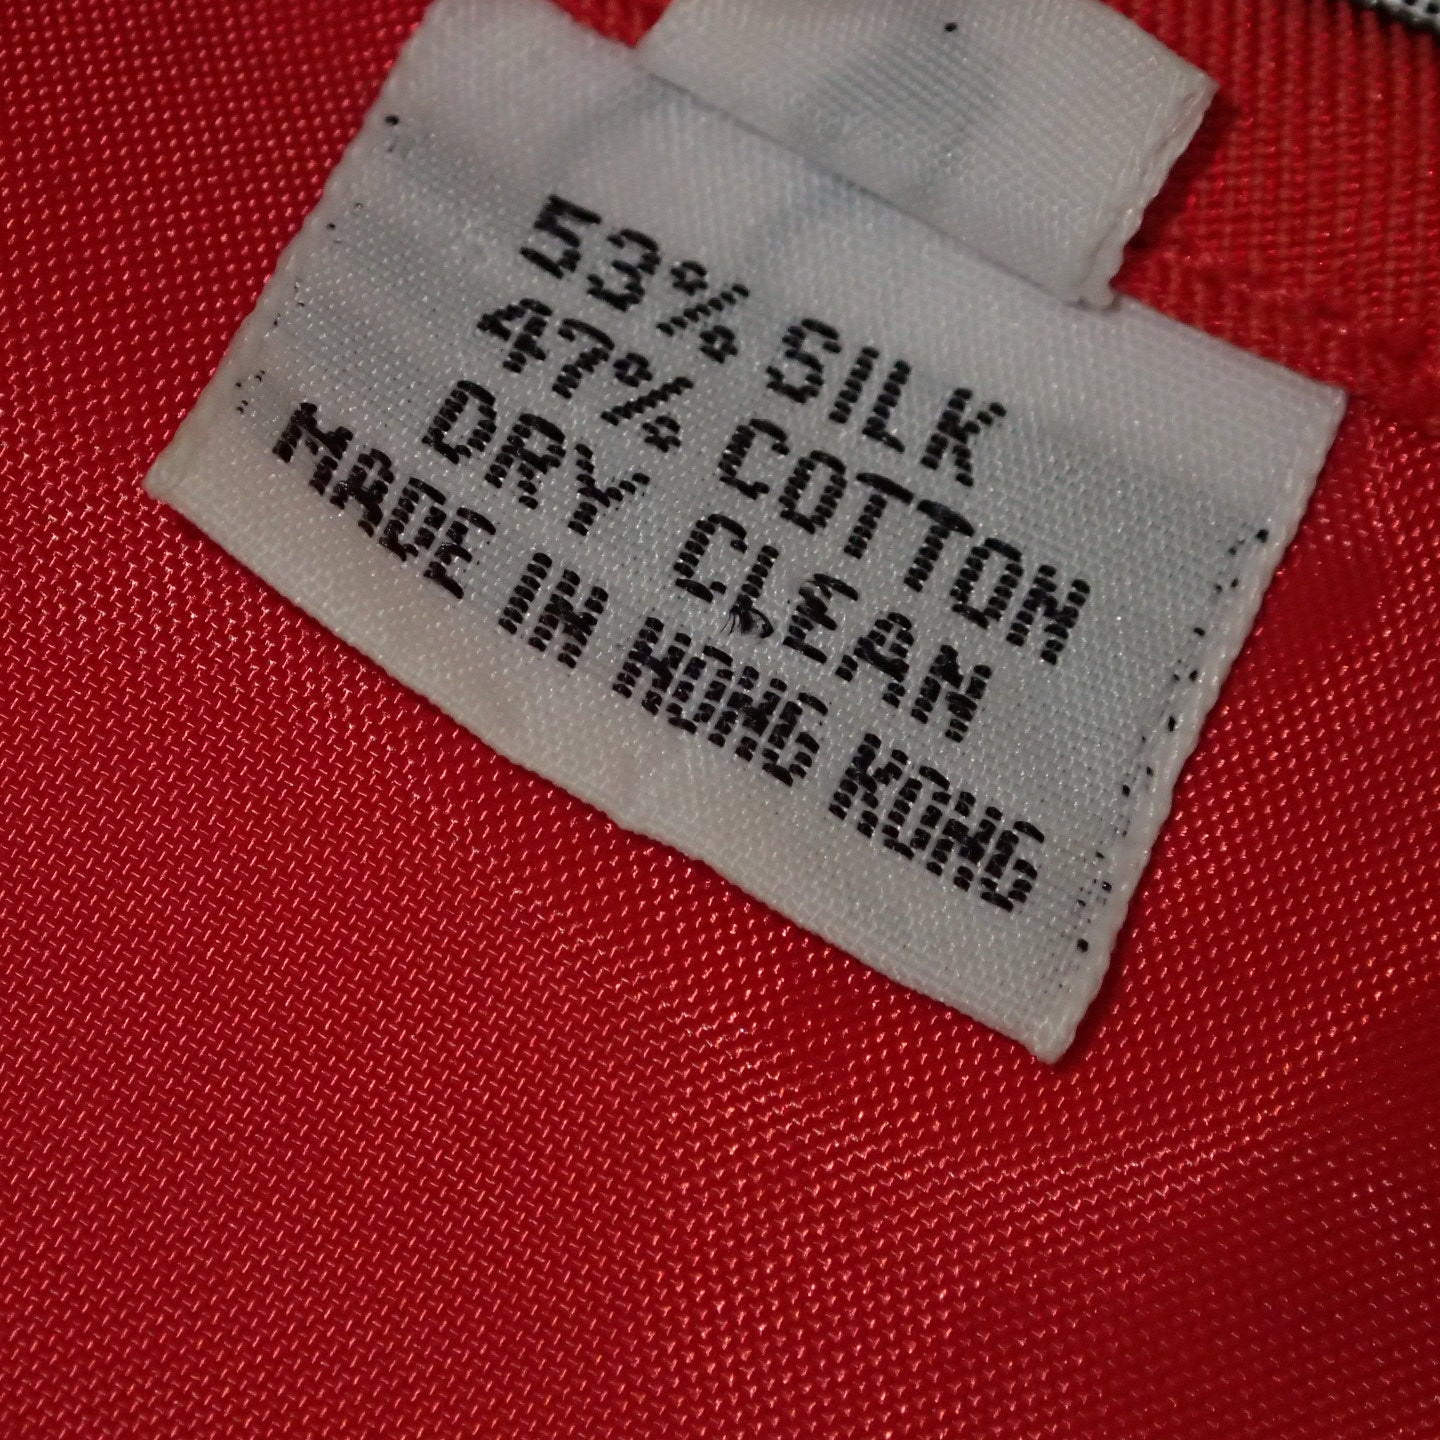 53% SILK
47% COTTON
DRY CLEAN
MADE IN HONG KONG